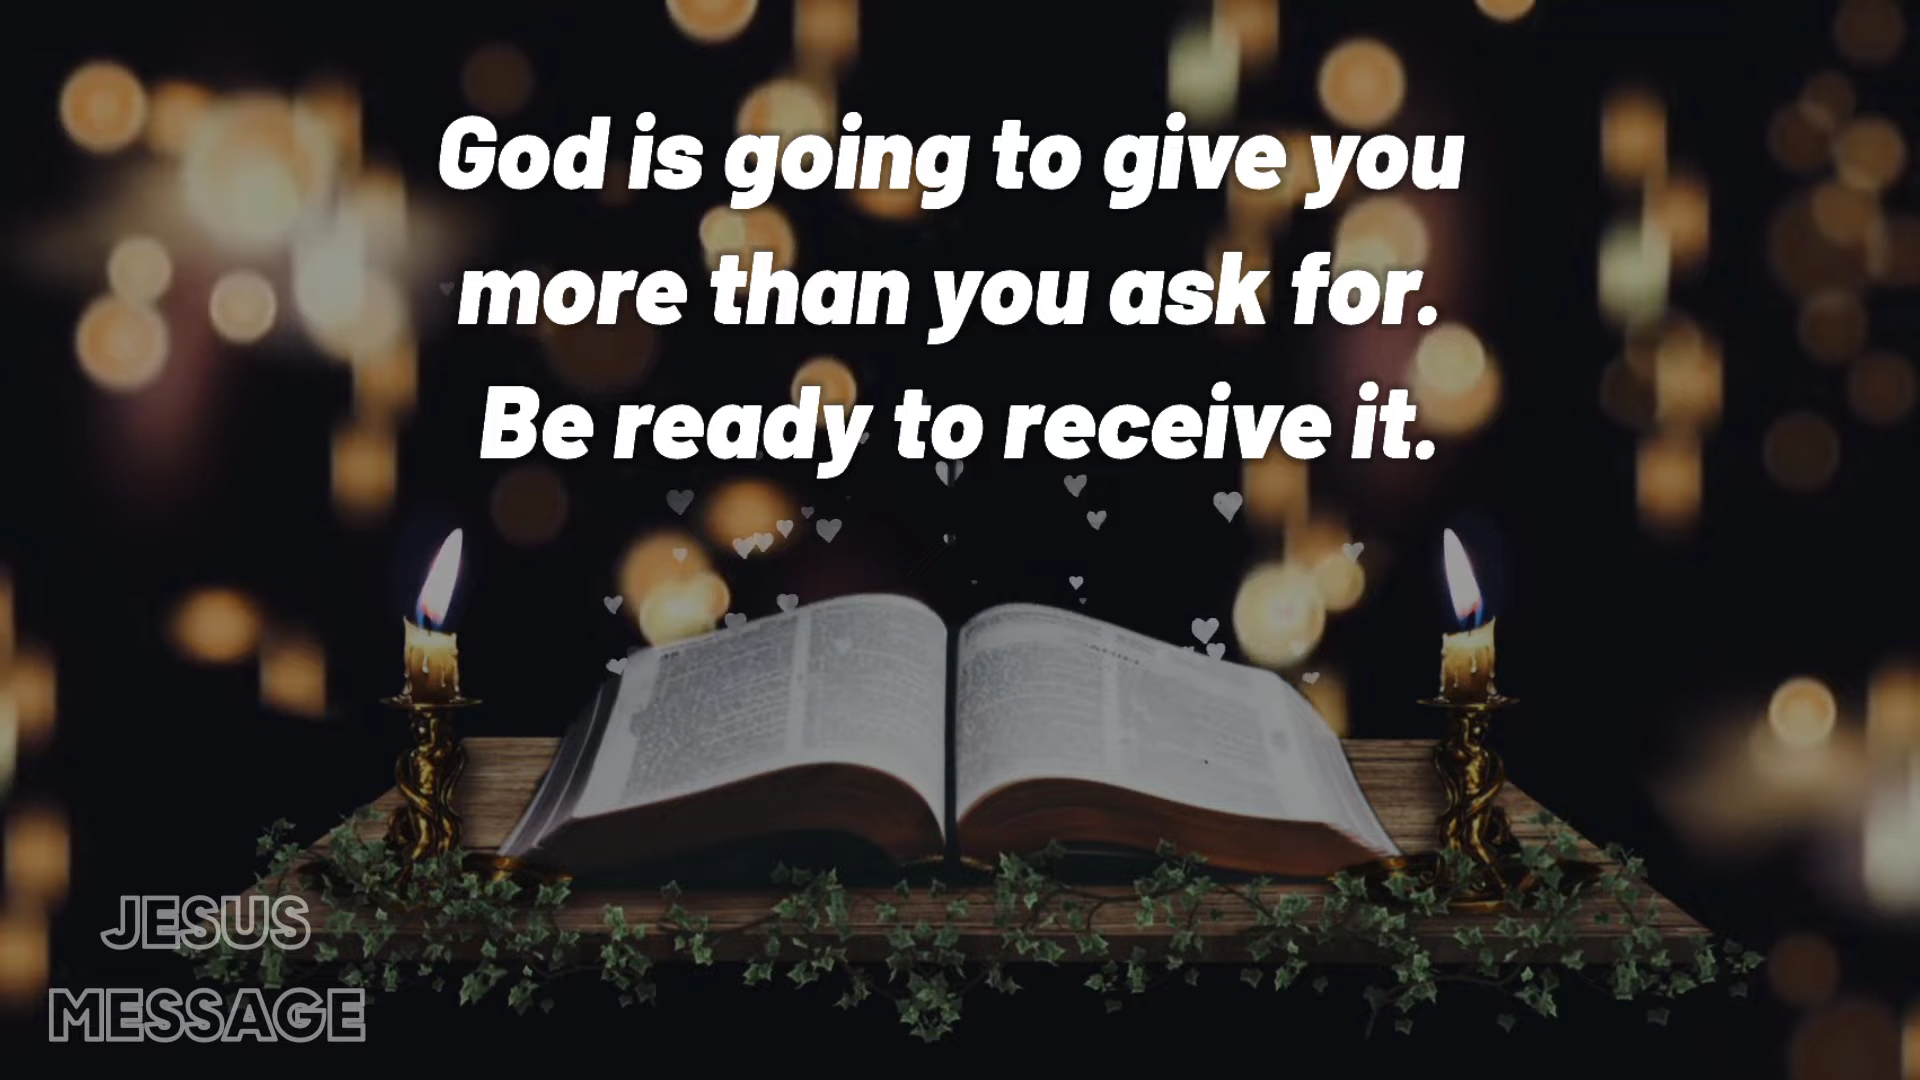 God is going to give you
more than you ask for.
Be ready to receive it.
JESUS
MESSAGE